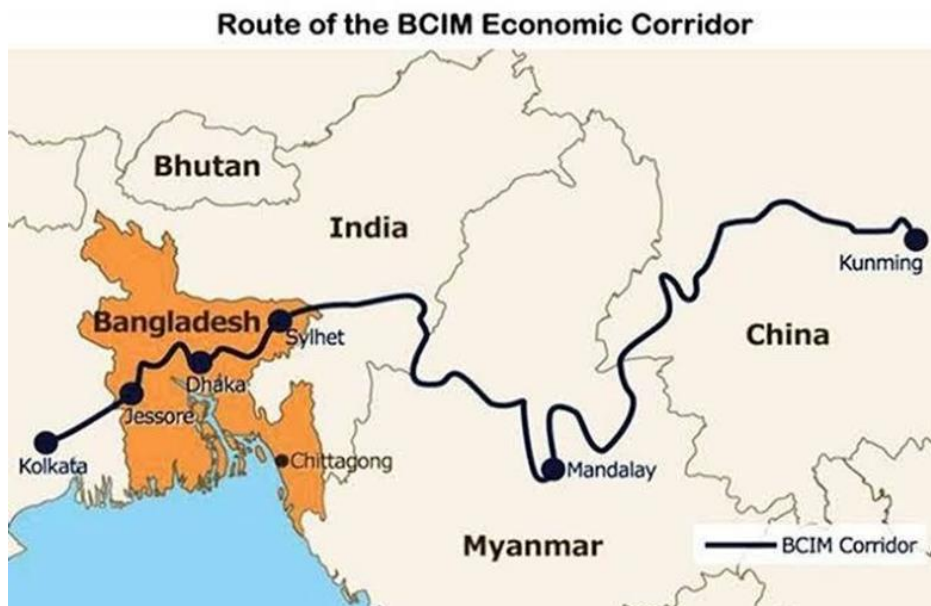 Route of the BCIM Economic Corridor
Bhutan
India
Kunming
Bangladesh
Sylhet
China
Dhaka
Jessore
Kolkata
Chittagong
Mandalay
Myanmar
BCIM Corridor